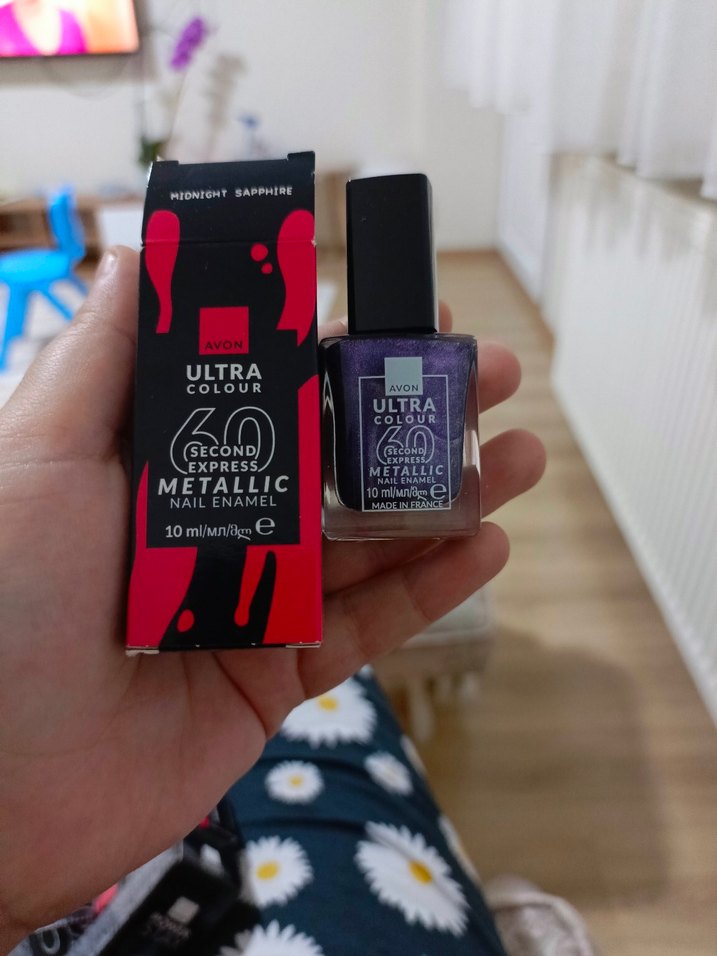 MIDNIGHT SAPPHIRE
AVON
ULTRA
COLOUR
60
SECOND
EXPRESS
METALLIC
NAIL ENAMEL
10 ml/мл/მლ ℮
AVON
ULTRA
COLOUR
60
SECOND
EXPRESS
METALLIC
NAIL ENAMEL
10 ml/мл/მლ ℮
MADE IN FRANCE